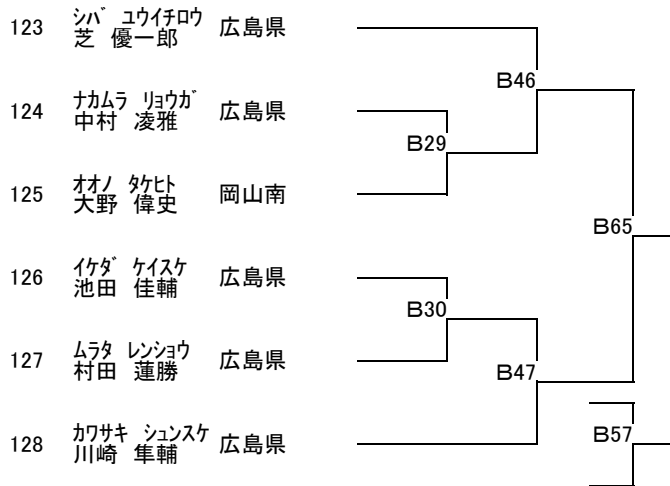 シバ ユウイチロウ
123 芝 優一郎 広島県
B46
ナカムラ リョウガ
124 中村 凌雅 広島県
B29
オオノ タケヒト
125 大野 偉史 岡山南
B65
イケダ ケイスケ
126 池田 佳輔 広島県
B30
ムラタ レンショウ
127 村田 蓮勝 広島県
B47
カワサキ シュンスケ
128 川崎 隼輔 広島県
B57